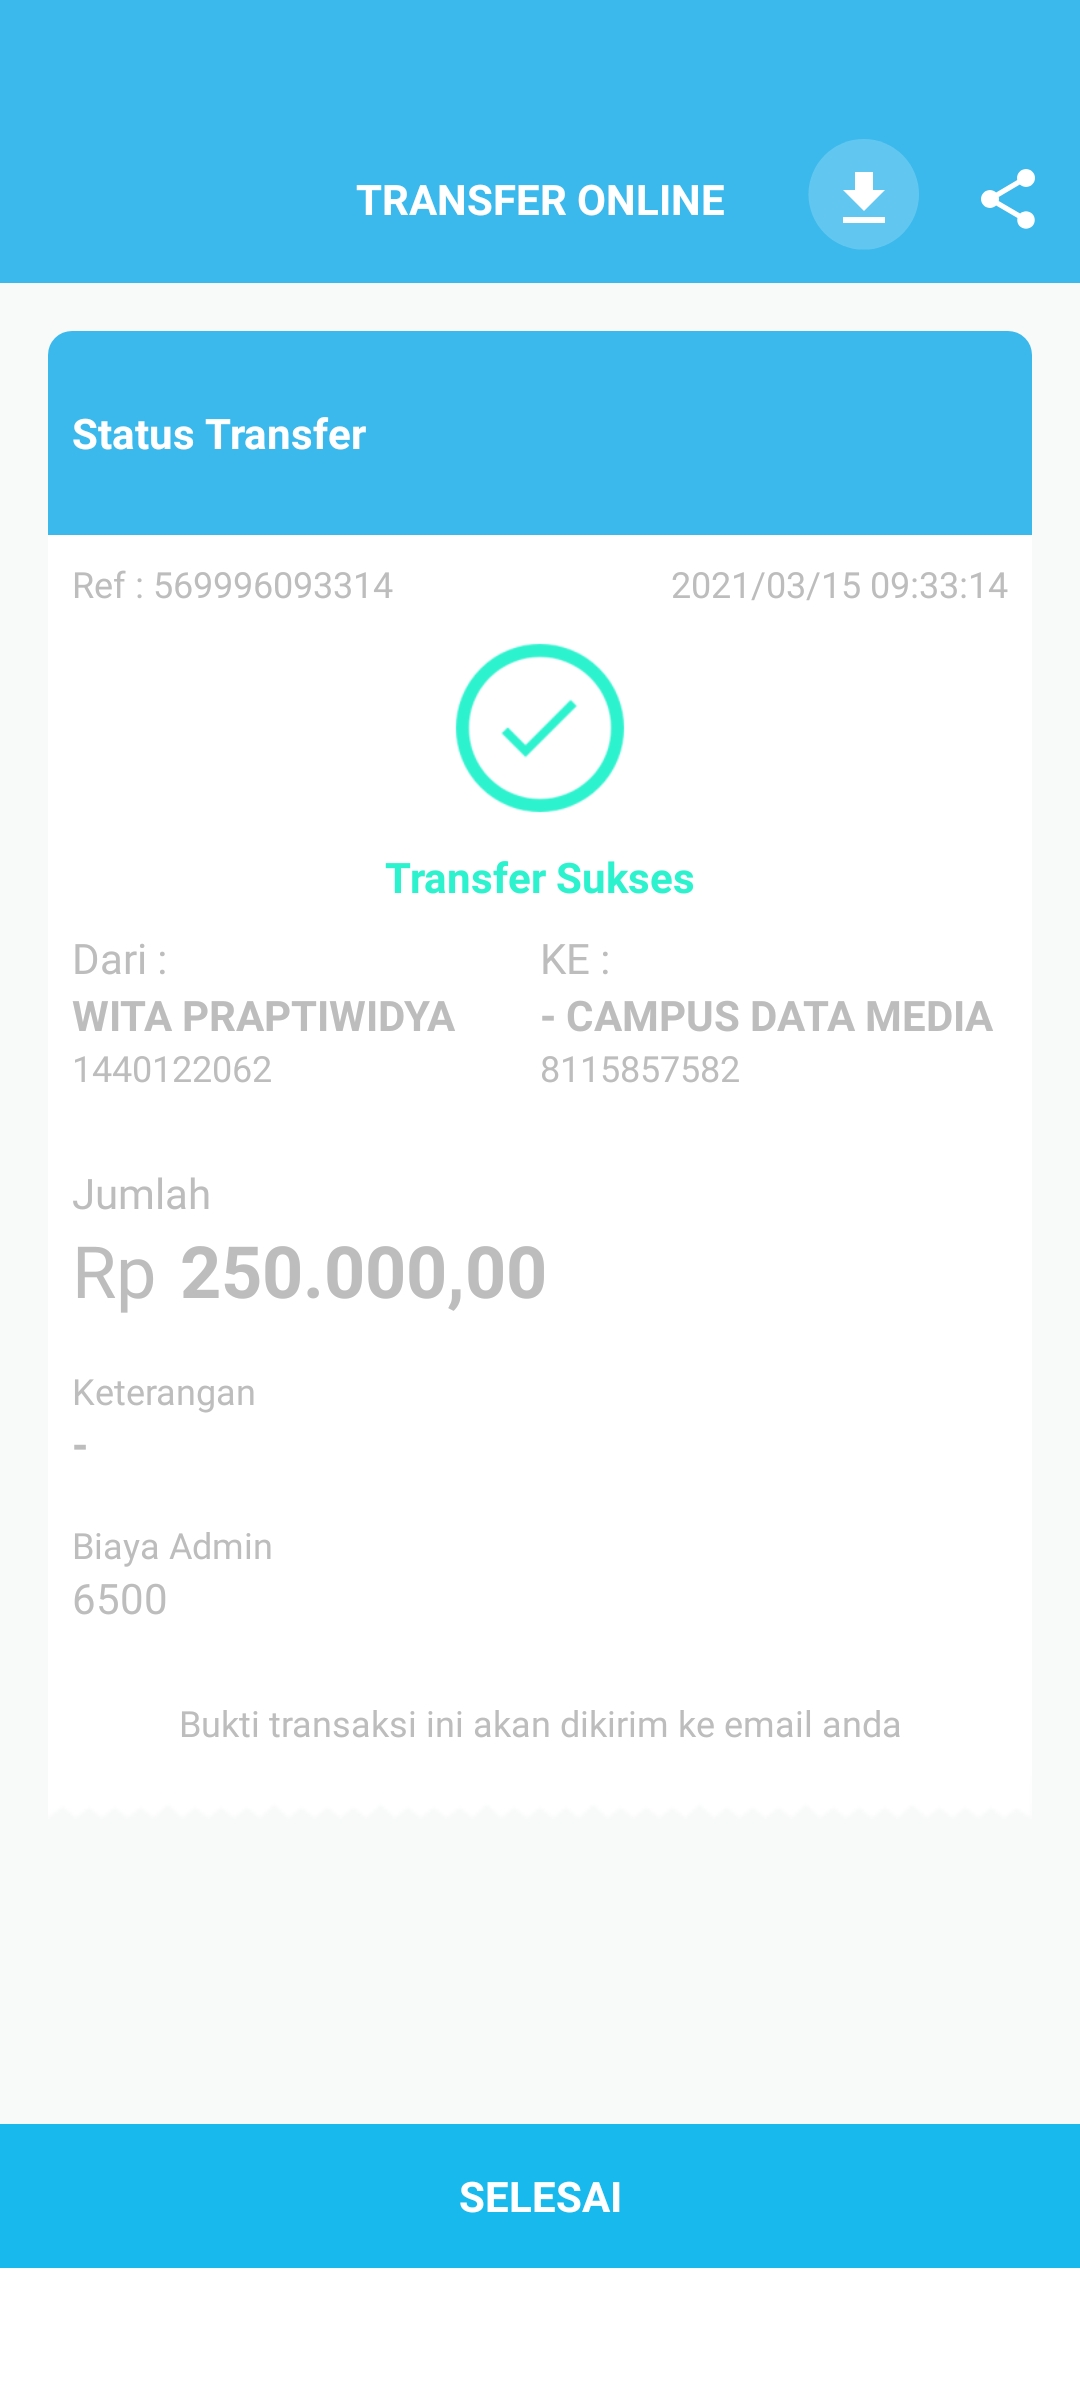 TRANSFER ONLINE
Status Transfer
Ref : 569996093314 2021/03/15 09:33:14
Transfer Sukses
Dari : KE :
WITA PRAPTIWIDYA - CAMPUS DATA MEDIA
1440122062 8115857582
Jumlah
Rp 250.000,00
Keterangan
-
Biaya Admin
6500
Bukti transaksi ini akan dikirim ke email anda
SELESAI